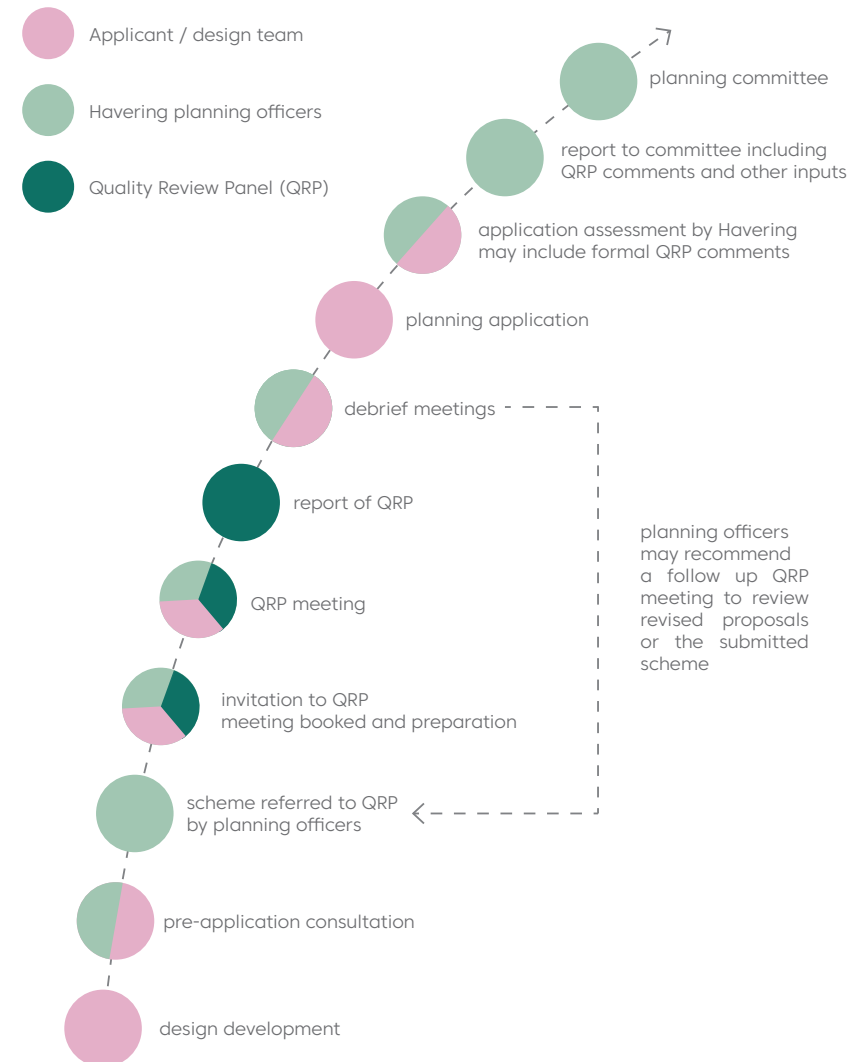 Applicant / design team
Havering planning officers
Quality Review Panel (QRP)
planning committee
report to committee including
QRP comments and other inputs
application assessment by Havering
may include formal QRP comments
planning application
debrief meetings
report of QRP
planning officers
may recommend
a follow up QRP
meeting to review
revised proposals
or the submitted
scheme
QRP meeting
invitation to QRP
meeting booked and preparation
scheme referred to QRP
by planning officers
pre-application consultation
design development